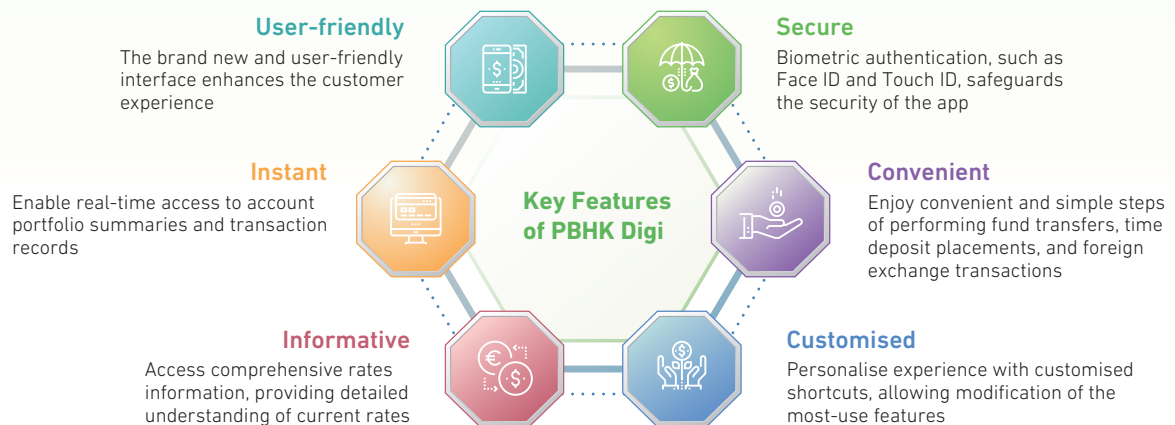 User-friendly
The brand new and user-friendly
interface enhances the customer
experience
Secure
Biometric authentication, such as
Face ID and Touch ID, safeguards
the security of the app
Instant
Enable real-time access to account
portfolio summaries and transaction
records
Key Features
of PBHK Digi
Convenient
Enjoy convenient and simple steps
of performing fund transfers, time
deposit placements, and foreign
exchange transactions
Informative
Access comprehensive rates
information, providing detailed
understanding of current rates
Customised
Personalise experience with customised
shortcuts, allowing modification of the
most-use features